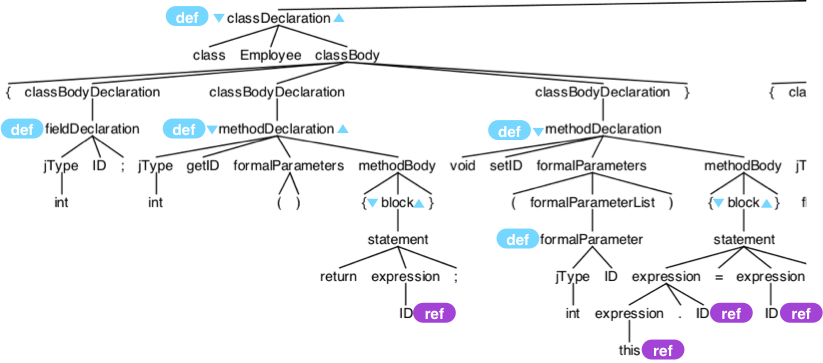 def classDeclaration
class Employee classBody
{ classBodyDeclaration classBodyDeclaration classBodyDeclaration } { cla
def fieldDeclaration def methodDeclaration def methodDeclaration
jType ID ; jType getID formalParameters methodBody void setID formalParameters methodBody jT
int int ( ) { block } ( formalParameterList ) { block } f
statement def formalParameter statement
return expression ; jType ID expression = expression
ID ref int expression . ID ref ID ref
this ref